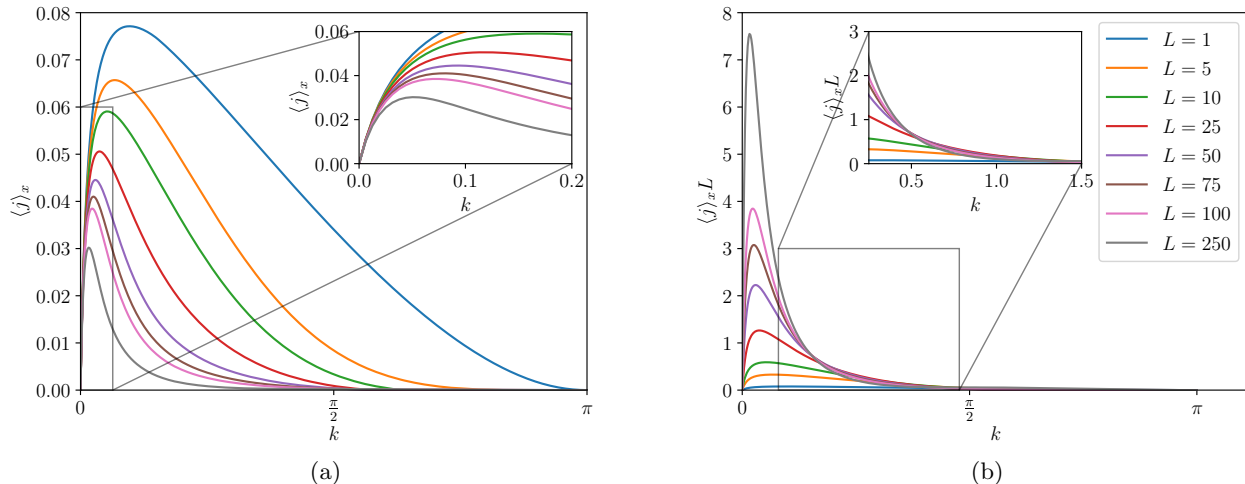 0.08
0.07
0.06
0.05
0.04
0.03
0.02
0.01
0.00
⟨j⟩ₓ
0
π/2
π
k
0.06
0.04
0.02
0.00
⟨j⟩ₓ
0.0
0.1
0.2
k
(a)
8
7
6
5
4
3
2
1
0
⟨j⟩ₓL
0
π/2
π
k
3
2
1
0
⟨j⟩ₓL
0.5
1.0
1.5
k
L = 1
L = 5
L = 10
L = 25
L = 50
L = 75
L = 100
L = 250
(b)